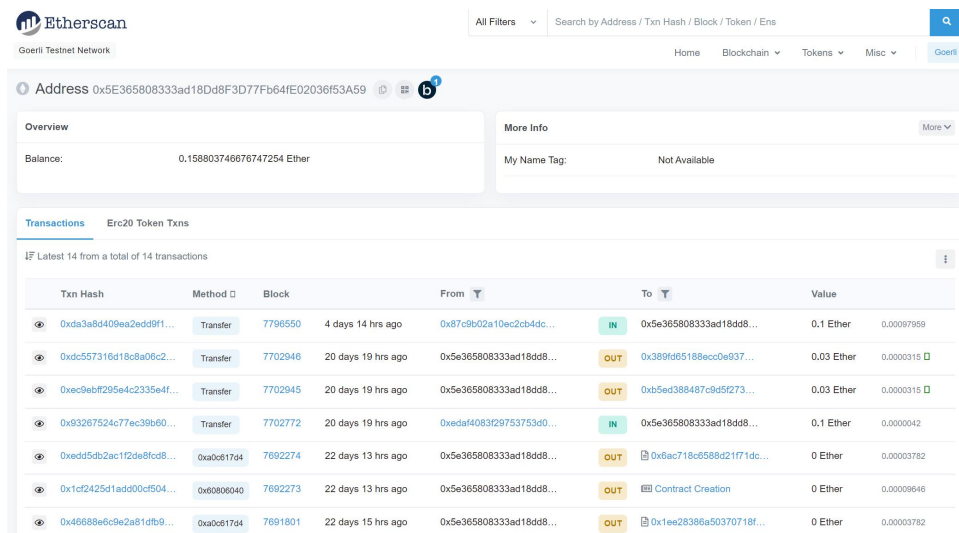 Etherscan
All Filters
Search by Address / Txn Hash / Block / Token / Ens
Goerli Testnet Network
Home Blockchain Tokens Misc Goerli
Address 0x5E365808333ad18Dd8F3D77Fb64fE02036f53A59 b 1
Overview
Balance: 0.158803746676747254 Ether
More Info More
My Name Tag: Not Available
Transactions Erc20 Token Txns
Latest 14 from a total of 14 transactions
Txn Hash Method Block From To Value
0xda3a8d409ea2edd9f1... Transfer 7796550 4 days 14 hrs ago 0x87c9b02a10ec2cb4dc... IN 0x5e365808333ad18dd8... 0.1 Ether 0.00097959
0xdc557316d18c8a06c2... Transfer 7702946 20 days 19 hrs ago 0x5e365808333ad18dd8... OUT 0x389fd65188ecc0e937... 0.03 Ether 0.0000315
0xec9ebff295e4c2335e4f... Transfer 7702945 20 days 19 hrs ago 0x5e365808333ad18dd8... OUT 0xb5ed388487c9d5f273... 0.03 Ether 0.0000315
0x93267524c77ec39b60... Transfer 7702772 20 days 19 hrs ago 0xedaf4083f29753753d0... IN 0x5e365808333ad18dd8... 0.1 Ether 0.0000042
0xedd5db2ac1f2de8fcd8... 0xa0c617d4 7692274 22 days 13 hrs ago 0x5e365808333ad18dd8... OUT 0x6ac718c6588d21f71dc... 0 Ether 0.00003782
0x1cf2425d1add00cf504... 0x60806040 7692273 22 days 13 hrs ago 0x5e365808333ad18dd8... OUT Contract Creation 0 Ether 0.00009646
0x46688e6c9e2a81dfb9... 0xa0c617d4 7691801 22 days 15 hrs ago 0x5e365808333ad18dd8... OUT 0x1ee28386a50370718f... 0 Ether 0.00003782